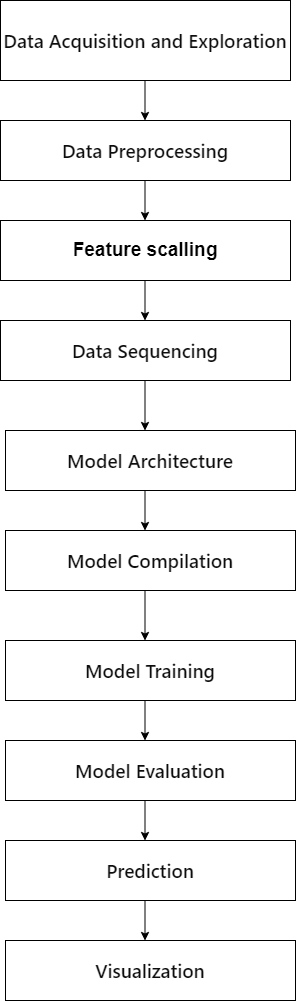 Data Acquisition and Exploration
Data Preprocessing
Feature scalling
Data Sequencing
Model Architecture
Model Compilation
Model Training
Model Evaluation
Prediction
Visualization